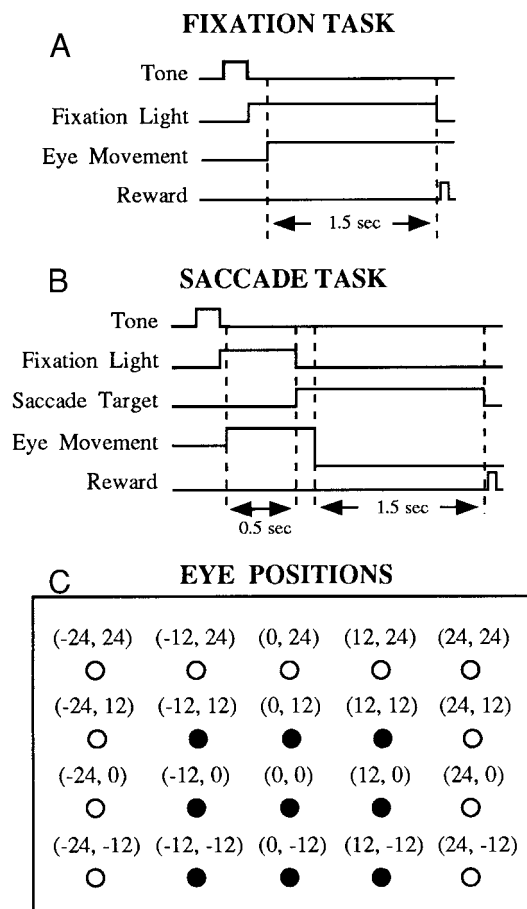 A
FIXATION TASK
Tone
Fixation Light
Eye Movement
Reward
1.5 sec
B
SACCADE TASK
Tone
Fixation Light
Saccade Target
Eye Movement
Reward
0.5 sec 1.5 sec
C
EYE POSITIONS
(-24, 24) (-12, 24) (0, 24) (12, 24) (24, 24)
(-24, 12) (-12, 12) (0, 12) (12, 12) (24, 12)
(-24, 0) (-12, 0) (0, 0) (12, 0) (24, 0)
(-24, -12) (-12, -12) (0, -12) (12, -12) (24, -12)